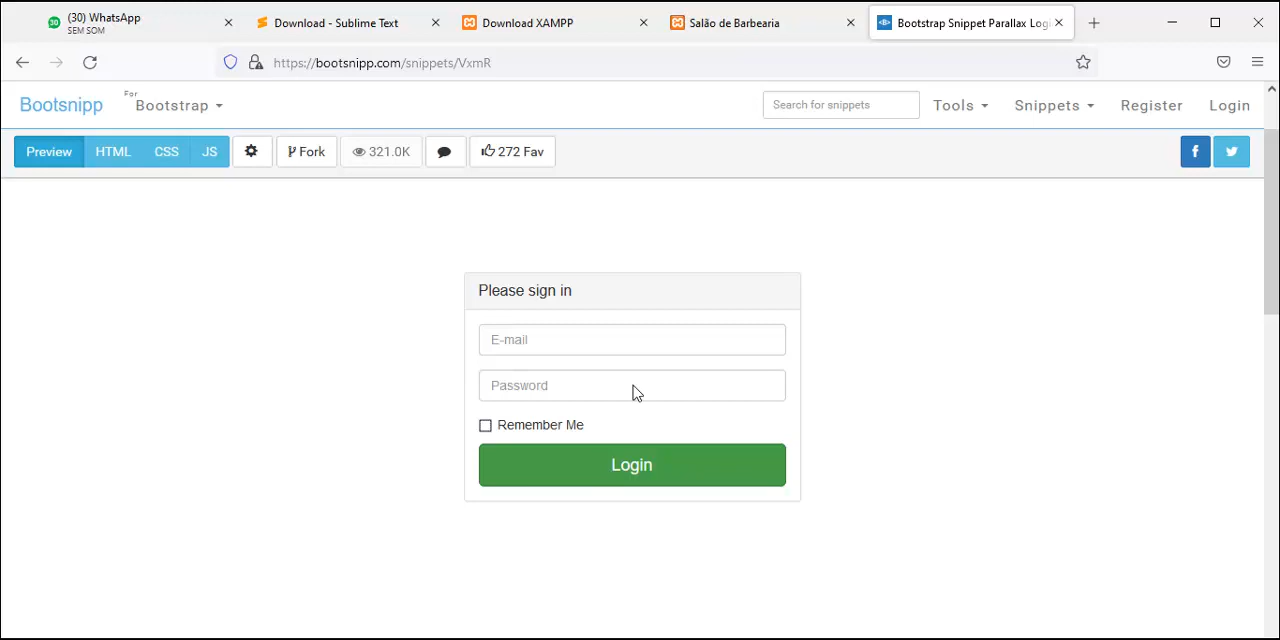 (30) WhatsApp
SEM SOM
Download - Sublime Text
Download XAMPP
Salão de Barbearia
Bootstrap Snippet Parallax Logi
https://bootsnipp.com/snippets/VxmR
Bootsnipp
For
Bootstrap
Search for snippets
Tools
Snippets
Register
Login
Preview
HTML
CSS
JS
Fork
321.0K
272 Fav
Please sign in
E-mail
Password
Remember Me
Login